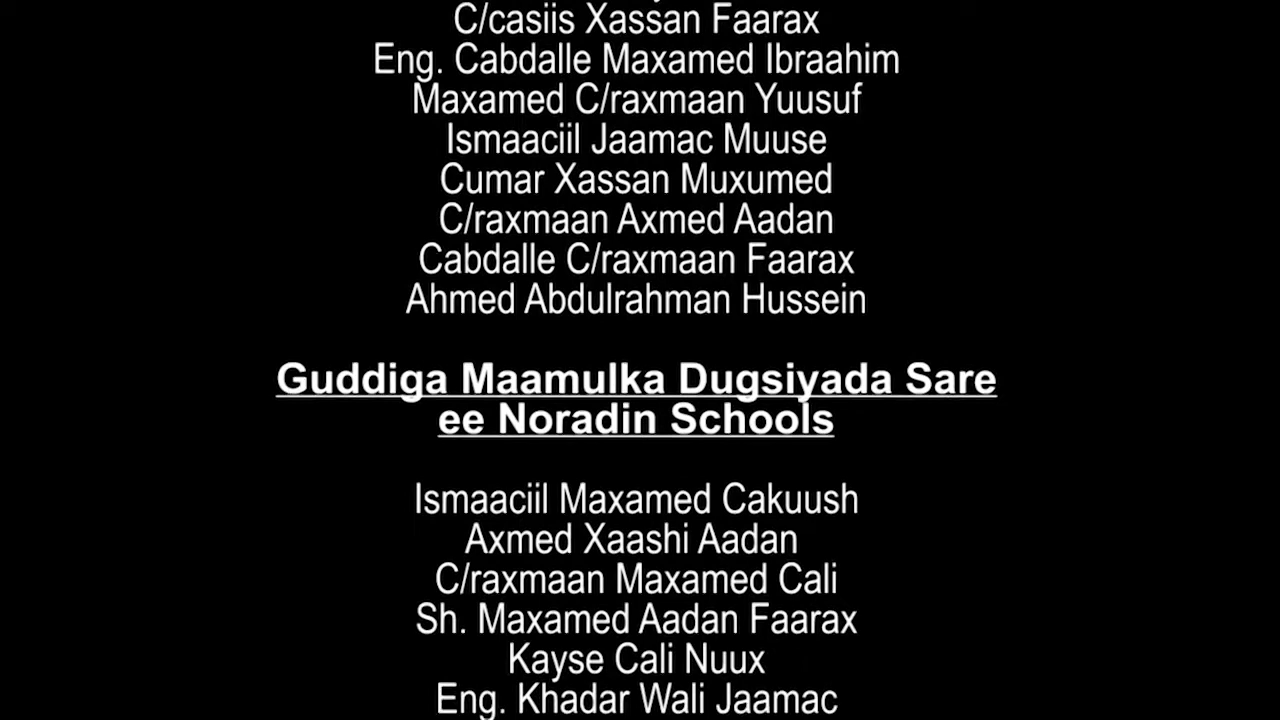 C/casiis Xassan Faarax
Eng. Cabdalle Maxamed Ibraahim
Maxamed C/raxmaan Yuusuf
Ismaaciil Jaamac Muuse
Cumar Xassan Muxumed
C/raxmaan Axmed Aadan
Cabdalle C/raxmaan Faarax
Ahmed Abdulrahman Hussein
Guddiga Maamulka Dugsiyada Sare
ee Noradin Schools
Ismaaciil Maxamed Cakuush
Axmed Xaashi Aadan
C/raxmaan Maxamed Cali
Sh. Maxamed Aadan Faarax
Kayse Cali Nuux
Eng. Khadar Wali Jaamac